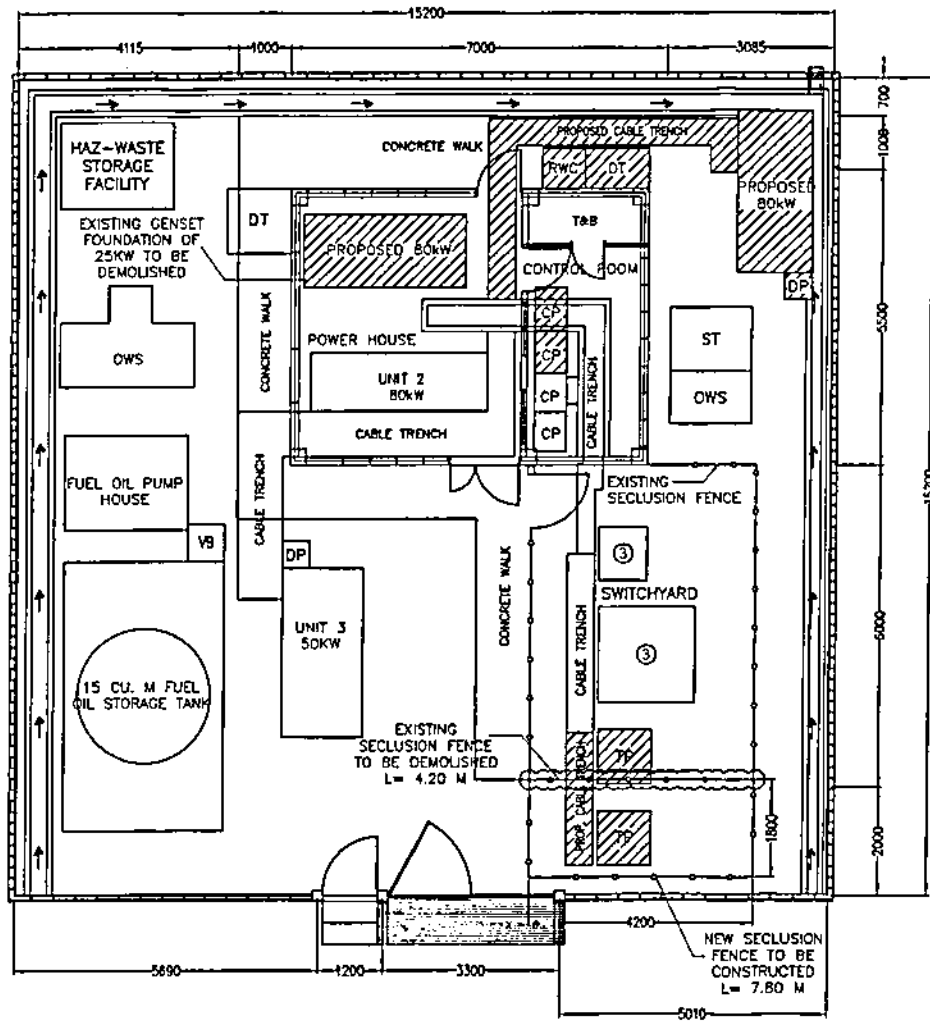 15200
4115
1000
7000
3085
700
1008
HAZ-WASTE
STORAGE
FACILITY
CONCRETE WALK
PROPOSED CABLE TRENCH
RWC
DT
PROPOSED
80kW
DT
T&B
EXISTING GENSET
FOUNDATION OF
25KW TO BE
DEMOLISHED
PROPOSED 80kW
CONTROL ROOM
DP
CP
5500
OWS
CONCRETE WALK
POWER HOUSE
CP
ST
UNIT 2
80kW
CP
CABLE TRENCH
OWS
CABLE TRENCH
CP
FUEL OIL PUMP
HOUSE
CABLE TRENCH
EXISTING
SECLUSION FENCE
15200
VB
DP
3
CONCRETE WALK
SWITCHYARD
6000
UNIT 3
50KW
CABLE TRENCH
3
15 CU. M FUEL
OIL STORAGE TANK
EXISTING
SECLUSION FENCE
TO BE DEMOLISHED
L= 4.20 M
TP
PROP. CABLE TRENCH
1800
TP
2000
4200
NEW SECLUSION
FENCE TO BE
CONSTRUCTED
L= 7.80 M
5690
1200
3300
5010